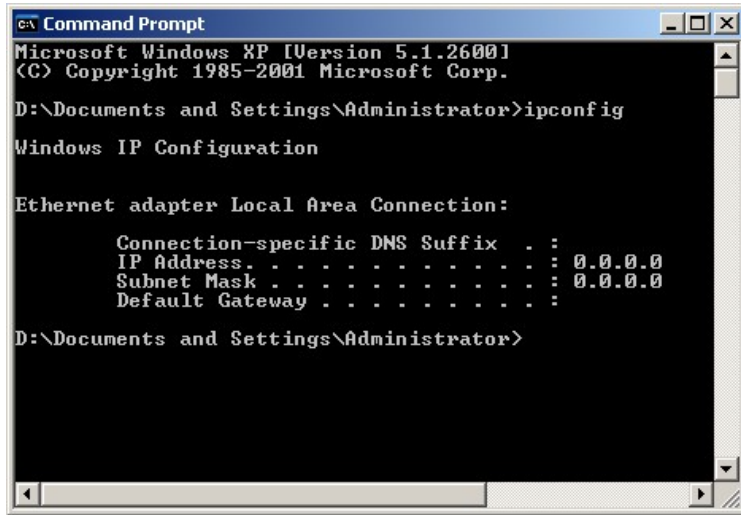 Command Prompt
Microsoft Windows XP [Version 5.1.2600]
(C) Copyright 1985-2001 Microsoft Corp.
D:\Documents and Settings\Administrator>ipconfig
Windows IP Configuration
Ethernet adapter Local Area Connection:
Connection-specific DNS Suffix . :
IP Address. . . . . . . . . . . . : 0.0.0.0
Subnet Mask . . . . . . . . . . . : 0.0.0.0
Default Gateway . . . . . . . . . :
D:\Documents and Settings\Administrator>